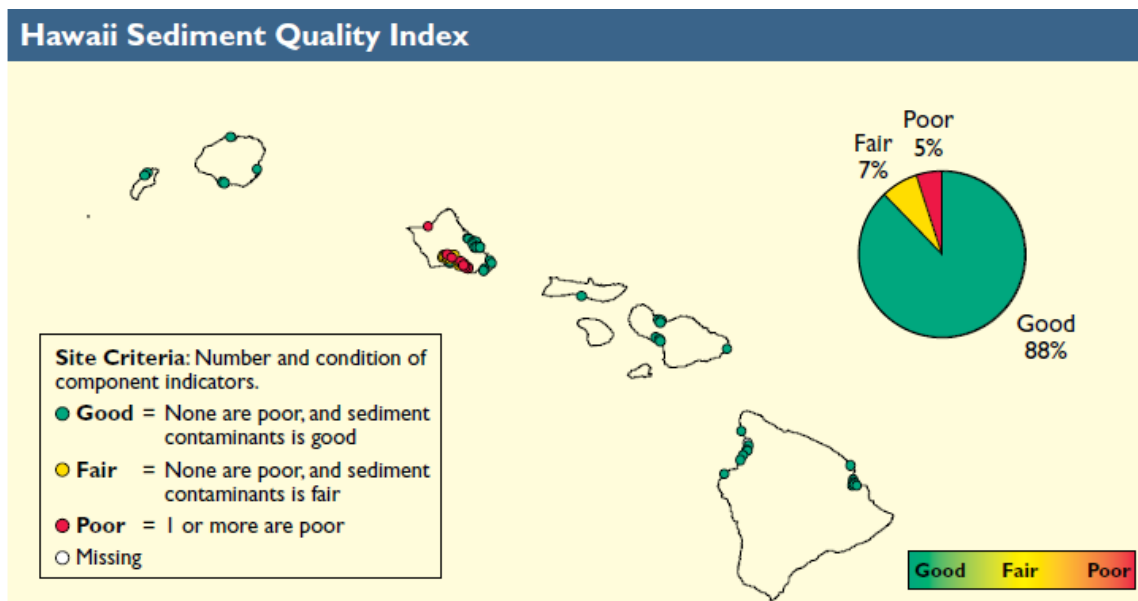 Hawaii Sediment Quality Index
Poor
5%
Fair
7%
Good
88%
Site Criteria: Number and condition of
component indicators.
Good = None are poor, and sediment
contaminants is good
Fair = None are poor, and sediment
contaminants is fair
Poor = 1 or more are poor
Missing
Good Fair Poor